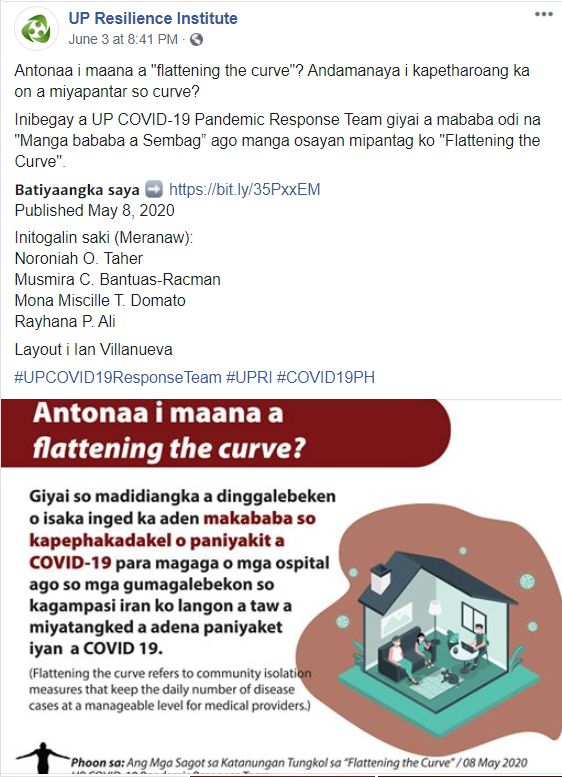 UP Resilience Institute
June 3 at 8:41 PM ·
Antonaa i maana a "flattening the curve"? Andamanaya i kapetharoang ka
on a miyapantar so curve?
Inibegay a UP COVID-19 Pandemic Response Team giyai a mababa odi na
"Manga bababa a Sembag” ago manga osayan mipantag ko "Flattening the
Curve".
Batiyaangka saya ➡️ https://bit.ly/35PxxEM
Published May 8, 2020
Initogalin saki (Meranaw):
Noroniah O. Taher
Musmira C. Bantuas-Racman
Mona Miscille T. Domato
Rayhana P. Ali
Layout i Ian Villanueva
#UPCOVID19ResponseTeam #UPRI #COVID19PH
Antonaa i maana a
flattening the curve?
Giyai so madidiangka a dinggalebeken
o isaka inged ka aden makababa so
kapephakadakel o paniyakit a
COVID-19 para magaga o mga ospital
ago so mga gumagalebekon so
kagampasi iran ko langon a taw a
miyatangked a adena paniyaket
iyan a COVID 19.
(Flattening the curve refers to community isolation
measures that keep the daily number of disease
cases at a manageable level for medical providers.)
Phoon sa: Ang Mga Sagot sa Katanungan Tungkol sa “Flattening the Curve” / 08 May 2020
UP COVID-19 Pandemic Response Team